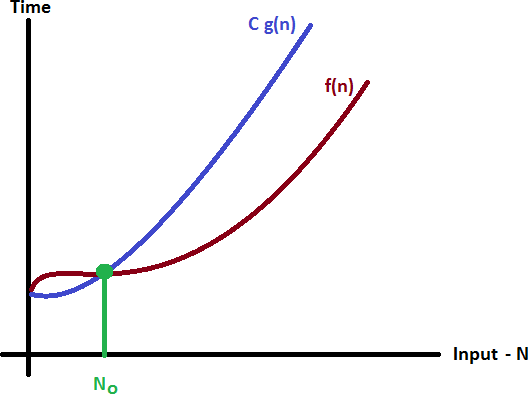 Time
C g(n)
f(n)
Input - N
No